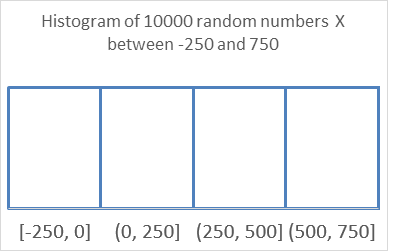 Histogram of 10000 random numbers X
between -250 and 750
[-250, 0] (0, 250] (250, 500] (500, 750]